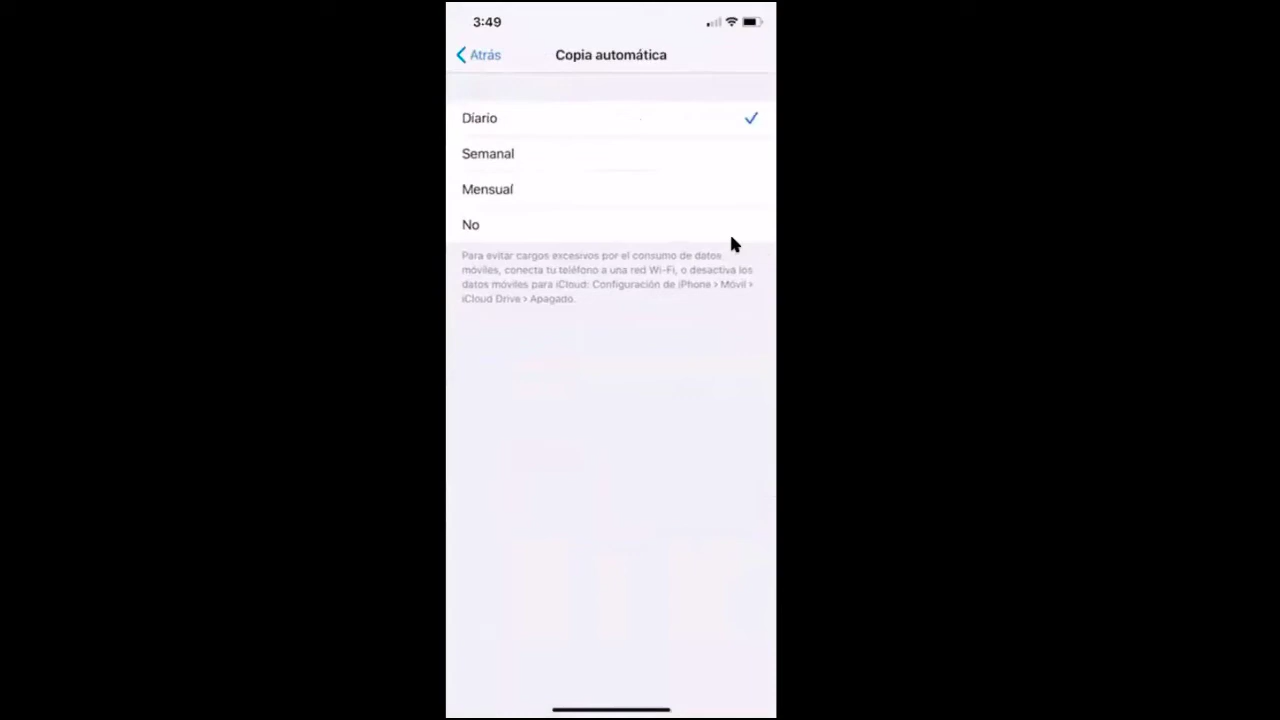 3:49
Atrás
Copia automática
Diario
Semanal
Mensual
No
Para evitar cargos excesivos por el consumo de datos
móviles, conecta tu teléfono a una red Wi-Fi, o desactiva los
datos móviles para iCloud: Configuración de iPhone > Móvil >
iCloud Drive > Apagado.